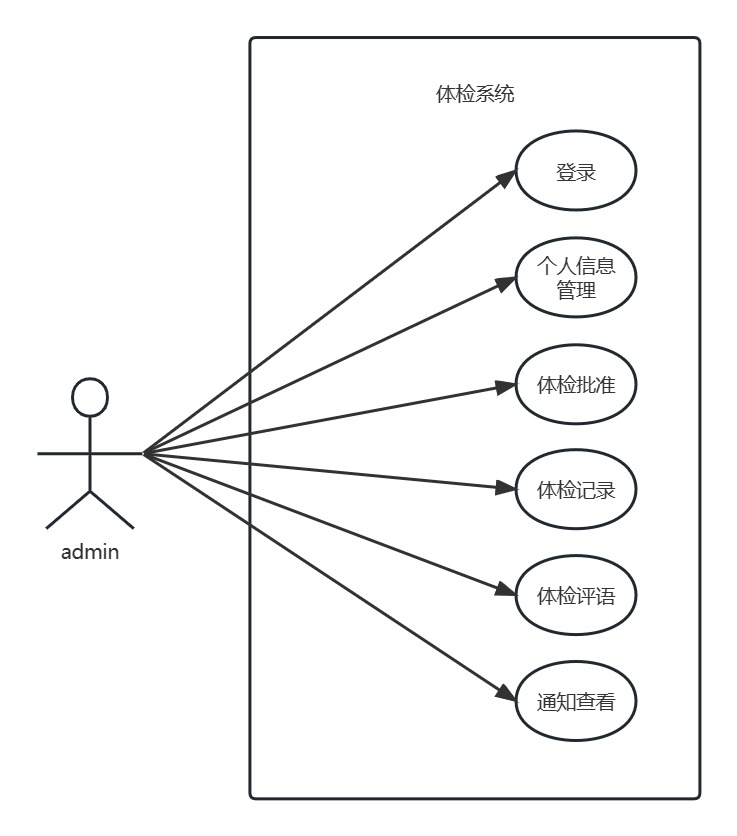 体检系统
登录
个人信息
管理
体检批准
体检记录
体检评语
通知查看
admin